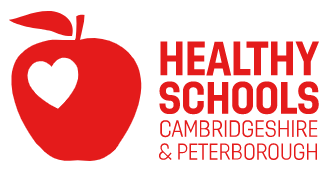 HEALTHY
SCHOOLS
CAMBRIDGESHIRE
& PETERBOROUGH